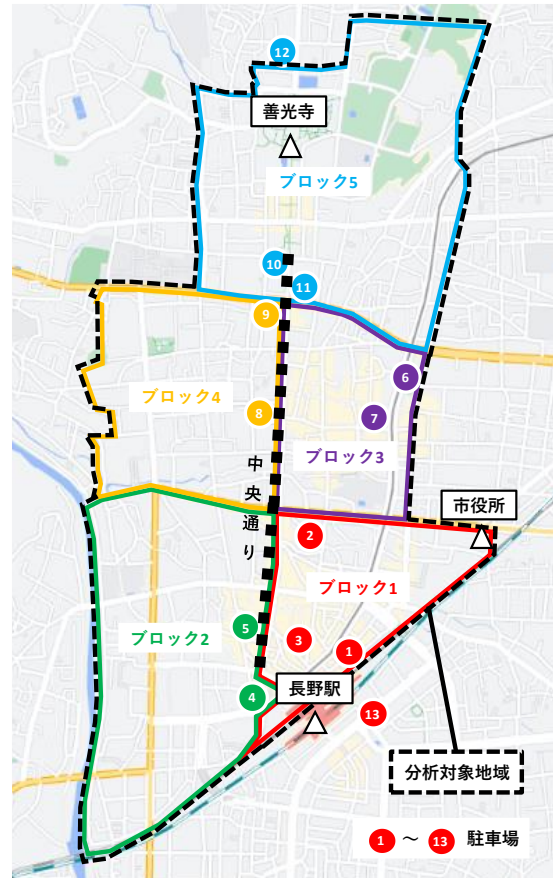 12
善光寺
ブロック5
10
11
9
6
ブロック4
8
7
ブロック3
中央通り
市役所
2
ブロック1
5
ブロック2
3
1
長野駅
4
13
分析対象地域
1 ～ 13 駐車場